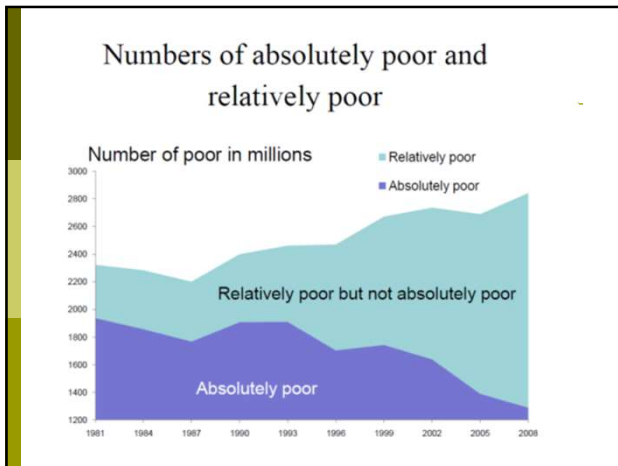 Numbers of absolutely poor and
relatively poor
Number of poor in millions
Relatively poor
Absolutely poor
3000
2800
2600
2400
2200
2000
1800
1600
1400
1200
Relatively poor but not absolutely poor
Absolutely poor
1981 1984 1987 1990 1993 1996 1999 2002 2005 2008